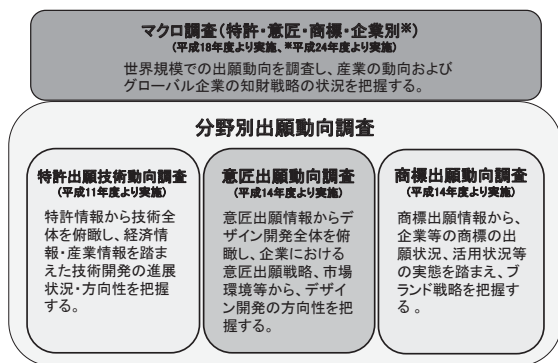 マクロ調査(特許・意匠・商標・企業別※)
(平成18年度より実施、※平成24年度より実施)
世界規模での出願動向を調査し、産業の動向および
グローバル企業の知財戦略の状況を把握する。
分野別出願動向調査
特許出願技術動向調査
(平成11年度より実施)
特許情報から技術全
体を俯瞰し、経済情
報・産業情報を踏ま
えた技術開発の進展
状況・方向性を把握
する。
意匠出願動向調査
(平成14年度より実施)
意匠出願情報からデ
ザイン開発全体を俯
瞰し、企業における
意匠出願戦略、市場
環境等から、デザイ
ン開発の方向性を把
握する。
商標出願動向調査
(平成14年度より実施)
商標出願情報から、
企業等の商標の出
願状況、活用状況等
の実態を踏まえ、ブ
ランド戦略を把握す
る。